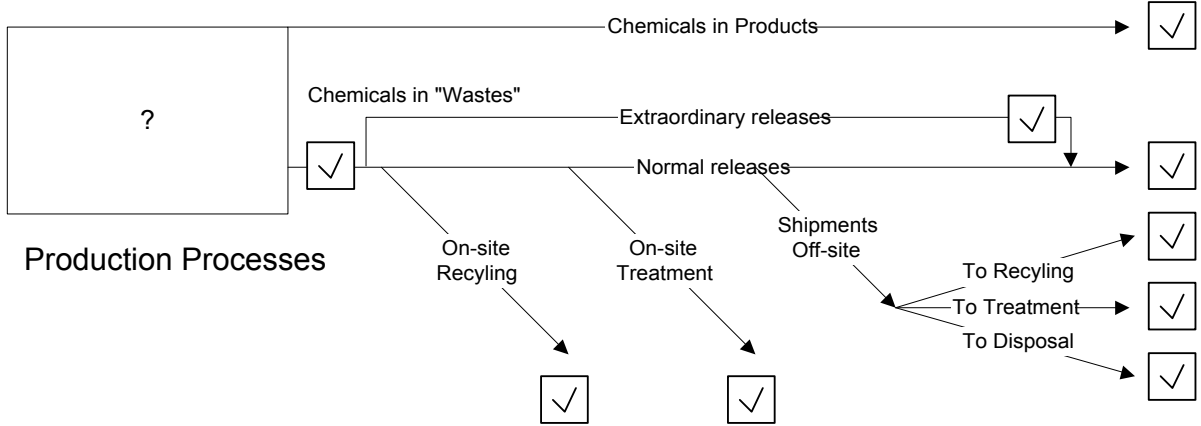 Chemicals in Products
?
Chemicals in "Wastes"
Extraordinary releases
Normal releases
Production Processes
On-site
Recyling
On-site
Treatment
Shipments
Off-site
To Recyling
To Treatment
To Disposal